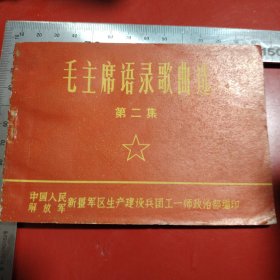 毛主席语录歌曲选
第二集
中国人民
解放军
新疆军区生产建设兵团工一师政治部编印